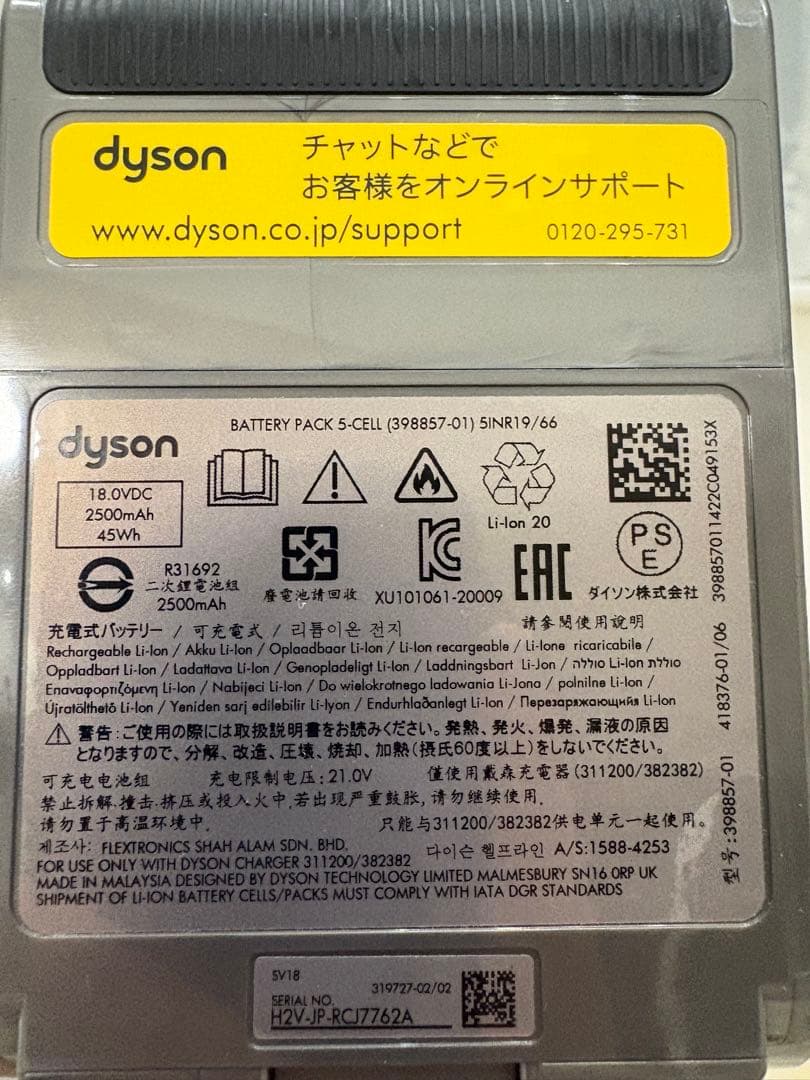 dyson
チャットなどで
お客様をオンラインサポート
www.dyson.co.jp/support 0120-295-731
dyson
BATTERY PACK 5-CELL (398857-01) 5INR19/66
18.0VDC
2500mAh
45Wh
Li-Ion 20
R31692
二次鋰電池組
2500mAh
廢電池請回收
XU101061-20009
EAC
PS
E
ダイソン株式会社
請參閱使用說明
充電式バッテリー / 可充電式 / 리튬이온 전지
Rechargeable Li-Ion / Akku Li-Ion / Oplaadbaar Li-Ion / Li-Ion recargeable / Li-Ione ricaricabile /
Oppladbart Li-Ion / Ladattava Li-Ion / Genopladeligt Li-Ion / Laddningsbart Li-Jon / סוללה Li-Ion סוללת
Επαναφορτιζόμενη Li-Ion / Nabijeci Li-Ion / Do wielokrotnego ladowania Li-Jona / polnilne Li-Ion /
Újratölthető Li-Ion / Yeniden sarj edilebilir Li-Iyon / Endurhlaðanlegt Li-Ion / Перезаряжающийя Li-Ion
警告:ご使用の際には取扱説明書をお読みください。発熱、発火、爆発、漏液の原因
となりますので、分解、改造、圧壊、焼却、加熱(摂氏60度以上)をしないでください。
可充电电池组 充电限制电压:21.0V 僅使用戴森充電器(311200/382382)
禁止拆解,撞击,挤压或投入火中,若出现严重鼓胀,请勿继续使用.
请勿置于高温环境中. 只能与311200/382382供电单元一起使用。
제조사: FLEXTRONICS SHAH ALAM SDN. BHD. 다이슨 헬프라인 A/S:1588-4253
FOR USE ONLY WITH DYSON CHARGER 311200/382382
MADE IN MALAYSIA DESIGNED BY DYSON TECHNOLOGY LIMITED MALMESBURY SN16 0RP UK
SHIPMENT OF LI-ION BATTERY CELLS/PACKS MUST COMPLY WITH IATA DGR STANDARDS
型号:398857-01 418376-01/06 398857011422C049153X
SV18
319727-02/02
SERIAL NO.
H2V-JP-RCJ7762A